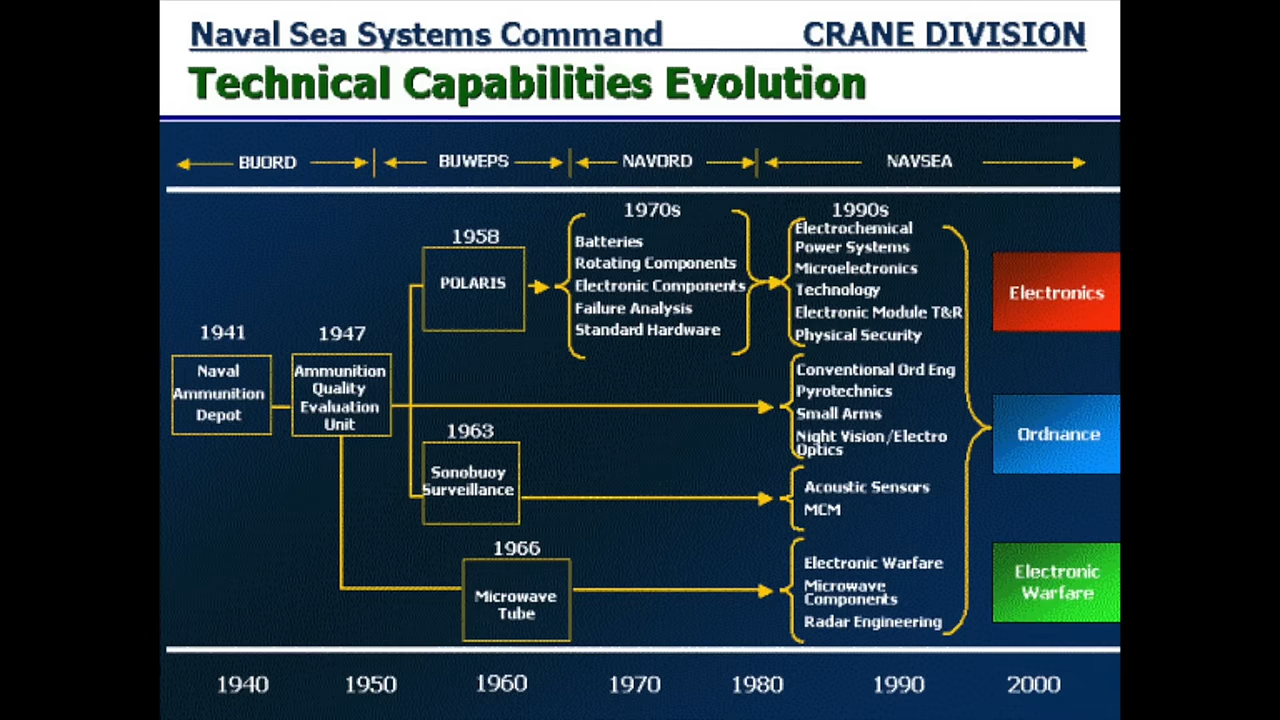 Naval Sea Systems Command CRANE DIVISION
Technical Capabilities Evolution
BUORD BUWEPS NAVORD NAVSEA
1958
POLARIS
1970s
Batteries
Rotating Components
Electronic Components
Failure Analysis
Standard Hardware
1990s
Electrochemical
Power Systems
Microelectronics
Technology
Electronic Module T&R
Physical Security
Electronics
1941
Naval
Ammunition
Depot
1947
Ammunition
Quality
Evaluation
Unit
Conventional Ord Eng
Pyrotechnics
Small Arms
Night Vision/Electro
Optics
Ordnance
1963
Sonobuoy
Surveillance
Acoustic Sensors
MCM
1966
Microwave
Tube
Electronic Warfare
Microwave
Components
Radar Engineering
Electronic
Warfare
1940 1950 1960 1970 1980 1990 2000